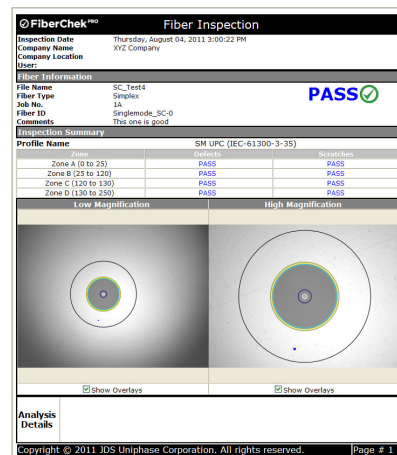 FiberChek PRO Fiber Inspection
Inspection Date Thursday, August 04, 2011 3:00:22 PM
Company Name XYZ Company
Company Location
User:
Fiber Information
File Name SC_Test4
Fiber Type Simplex
Job No. 1A
Fiber ID Singlemode_SC-0
Comments This one is good
PASS
Inspection Summary
Profile Name SM UPC (IEC-61300-3-35)
Zone Defects Scratches
Zone A (0 to 25) PASS PASS
Zone B (25 to 120) PASS PASS
Zone C (120 to 130) PASS PASS
Zone D (130 to 250) PASS PASS
Low Magnification High Magnification
Show Overlays Show Overlays
Analysis
Details
Copyright © 2011 JDS Uniphase Corporation. All rights reserved. Page # 1